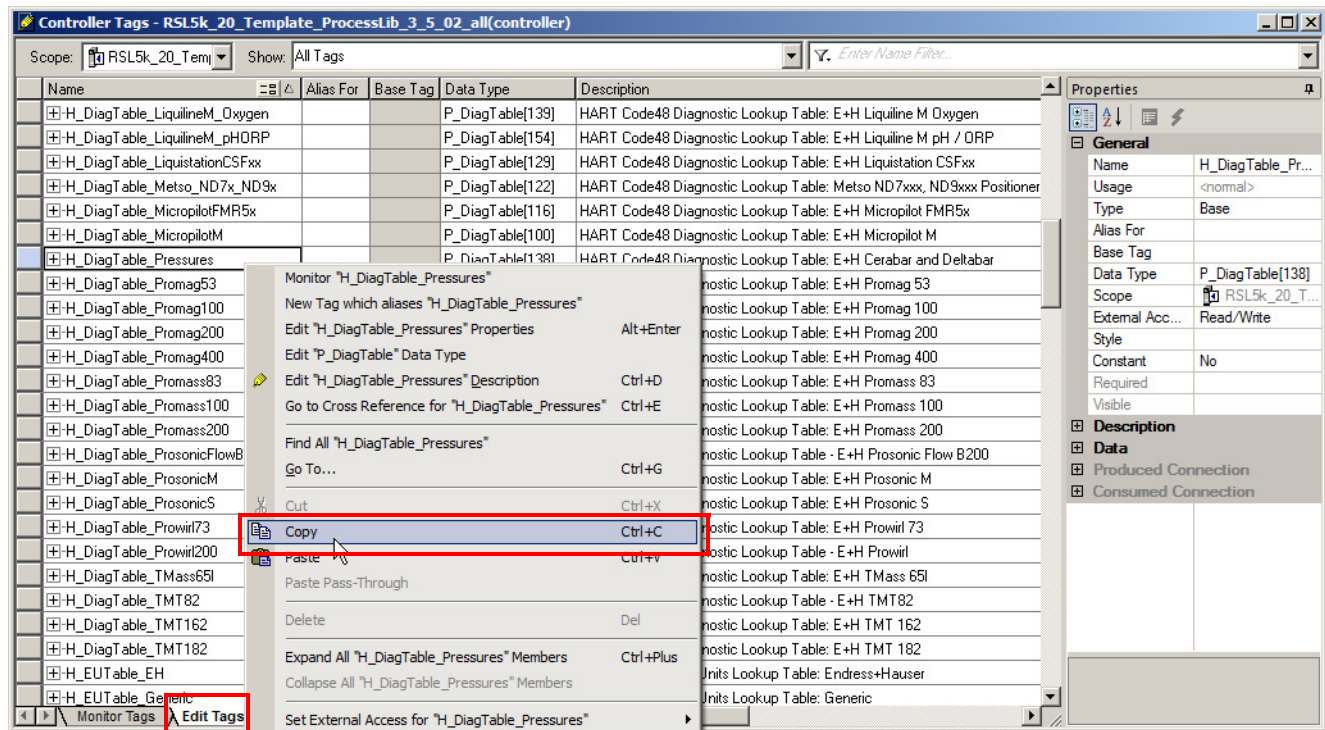 Controller Tags - RSL5k_20_Template_ProcessLib_3_5_02_all(controller)
Scope: RSL5k_20_Temp Show: All Tags Enter Name Filter...
Name Alias For Base Tag Data Type Description
H_DiagTable_LiquilineM_Oxygen P_DiagTable[139] HART Code48 Diagnostic Lookup Table: E+H Liquiline M Oxygen
H_DiagTable_LiquilineM_pHORP P_DiagTable[154] HART Code48 Diagnostic Lookup Table: E+H Liquiline M pH / ORP
H_DiagTable_LiquistationCSFxx P_DiagTable[129] HART Code48 Diagnostic Lookup Table: E+H Liquistation CSFxx
H_DiagTable_Metso_ND7x_ND9x P_DiagTable[122] HART Code48 Diagnostic Lookup Table: Metso ND7xxx, ND9xxx Positioner
H_DiagTable_MicropilotFMR5x P_DiagTable[116] HART Code48 Diagnostic Lookup Table: E+H Micropilot FMR5x
H_DiagTable_MicropilotM P_DiagTable[100] HART Code48 Diagnostic Lookup Table: E+H Micropilot M
H_DiagTable_Pressures P_DiagTable[138] HART Code48 Diagnostic Lookup Table: E+H Cerabar and Deltabar
H_DiagTable_Promag53 nostic Lookup Table: E+H Promag 53
H_DiagTable_Promag100 nostic Lookup Table: E+H Promag 100
H_DiagTable_Promag200 nostic Lookup Table: E+H Promag 200
H_DiagTable_Promag400 nostic Lookup Table: E+H Promag 400
H_DiagTable_Promass83 nostic Lookup Table: E+H Promass 83
H_DiagTable_Promass100 nostic Lookup Table: E+H Promass 100
H_DiagTable_Promass200 nostic Lookup Table: E+H Promass 200
H_DiagTable_ProsonicFlowB nostic Lookup Table - E+H Prosonic Flow B200
H_DiagTable_ProsonicM nostic Lookup Table: E+H Prosonic M
H_DiagTable_ProsonicS nostic Lookup Table: E+H Prosonic S
H_DiagTable_Prowirl73 nostic Lookup Table: E+H Prowirl 73
H_DiagTable_Prowirl200 nostic Lookup Table - E+H Prowirl
H_DiagTable_TMass65I nostic Lookup Table: E+H TMass 65I
H_DiagTable_TMT82 nostic Lookup Table - E+H TMT82
H_DiagTable_TMT162 nostic Lookup Table: E+H TMT 162
H_DiagTable_TMT182 nostic Lookup Table: E+H TMT 182
H_EUTable_EH Units Lookup Table: Endress+Hauser
H_EUTable_Generic Units Lookup Table: Generic
Monitor Tags Edit Tags
Monitor "H_DiagTable_Pressures"
New Tag which aliases "H_DiagTable_Pressures"
Edit "H_DiagTable_Pressures" Properties Alt+Enter
Edit "P_DiagTable" Data Type
Edit "H_DiagTable_Pressures" Description Ctrl+D
Go to Cross Reference for "H_DiagTable_Pressures" Ctrl+E
Find All "H_DiagTable_Pressures"
Go To... Ctrl+G
Cut Ctrl+X
Copy Ctrl+C
Paste Ctrl+V
Paste Pass-Through
Delete Del
Expand All "H_DiagTable_Pressures" Members Ctrl+Plus
Collapse All "H_DiagTable_Pressures" Members
Set External Access for "H_DiagTable_Pressures"
Properties
General
Name H_DiagTable_Pr...
Usage <normal>
Type Base
Alias For
Base Tag
Data Type P_DiagTable[138]
Scope RSL5k_20_T...
External Acc... Read/Write
Style
Constant No
Required
Visible
Description
Data
Produced Connection
Consumed Connection